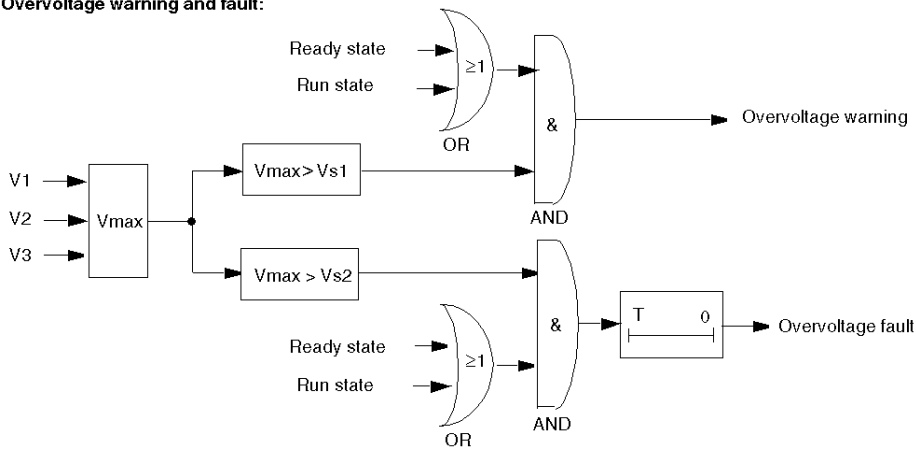 Overvoltage warning and fault:
Ready state
Run state
≥1
OR
&
AND
Overvoltage warning
V1
V2
V3
Vmax
Vmax> Vs1
Vmax > Vs2
&
AND
T 0
Overvoltage fault
Ready state
Run state
≥1
OR